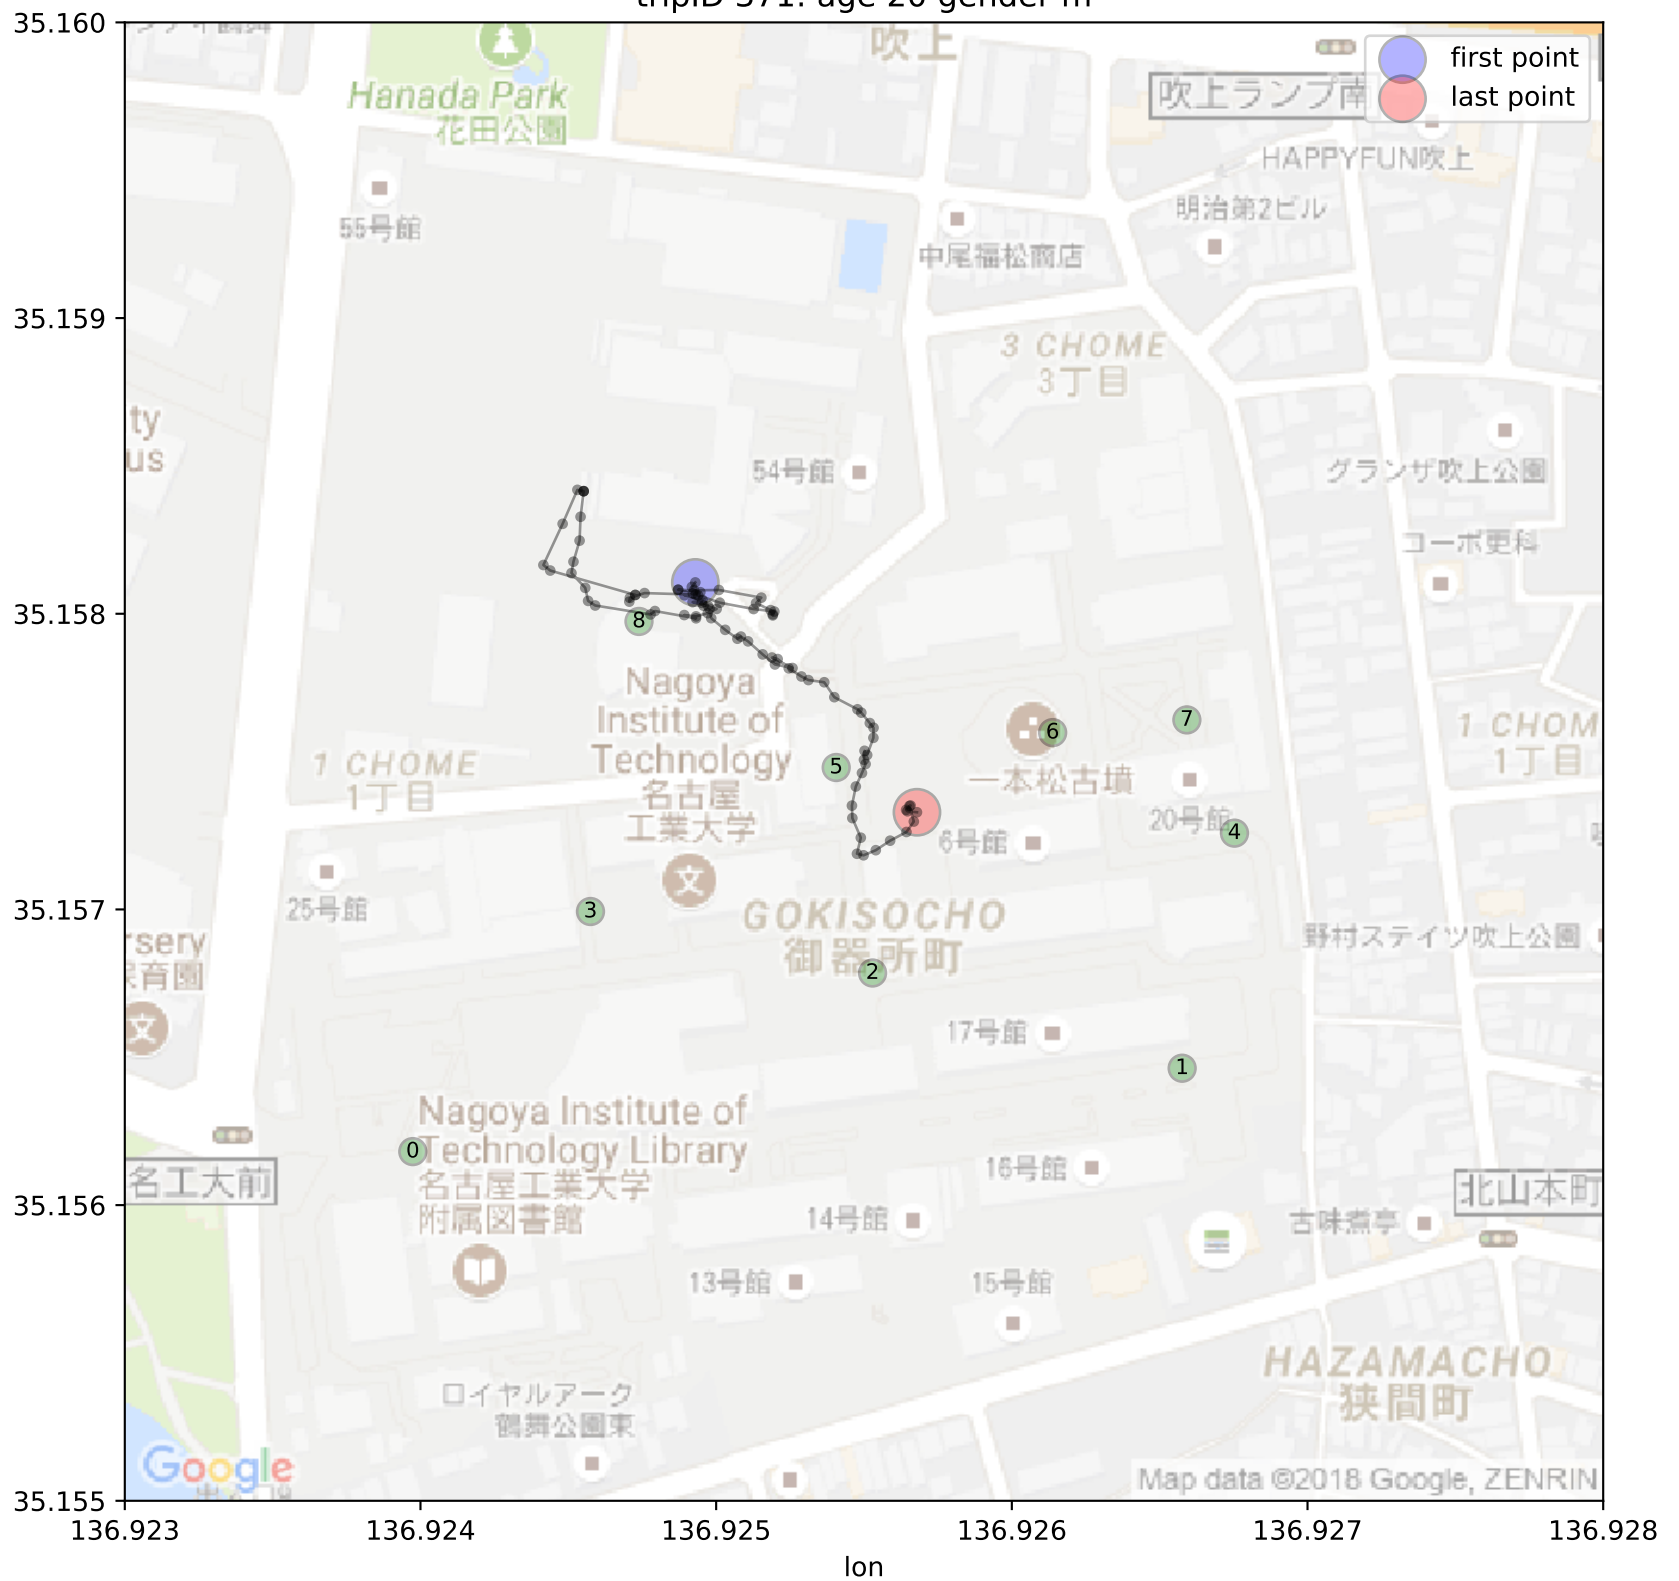 35.160
first point
last point
吹上
吹上ランプ南
Hanada Park
花田公園
HAPPYFUN吹上
55号館
明治第2ビル
中尾福松商店
35.159
3 CHOME
3丁目
ty
us
54号館
グランザ吹上公園
コーポ更科
35.158
8
Nagoya
Institute of
Technology
名古屋
工業大学
7
6
1 CHOM
1丁目
1 CHOME
1丁目
5
一本松古墳
20号館
4
6号館
25号館
3
35.157
GOKISOCHO
御器所町
rsery
育園
野村ステイツ吹上公園
2
17号館
1
Nagoya Institute of
Technology Library
名古屋工業大学
附属図書館
0
名工大前
16号館
北山本町
35.156
14号館
古味煮亭
13号館
15号館
HAZAMACHO
狭間町
ロイヤルアーク
鶴舞公園東
Google
Map data ©2018 Google, ZENRIN
35.155
136.923
136.924
136.925
136.926
136.927
136.928
lon